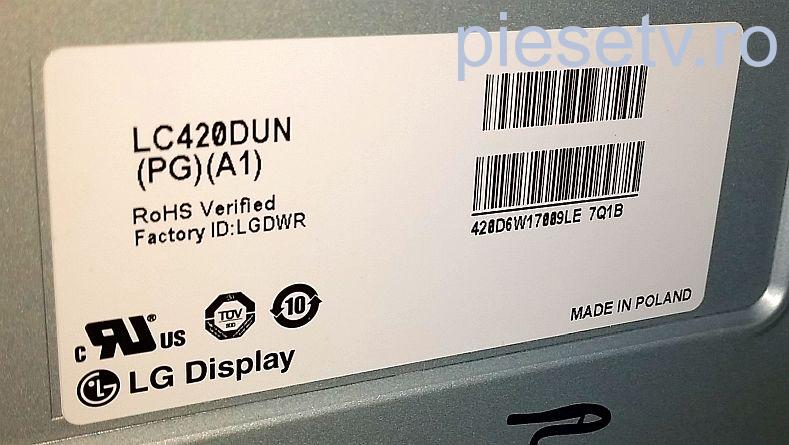 piesetv.ro
LC420DUN
(PG)(A1)
RoHS Verified
Factory ID:LGDWR
420D6W17009LE 7Q1B
MADE IN POLAND
c RU® US
TÜV
10
LG Display